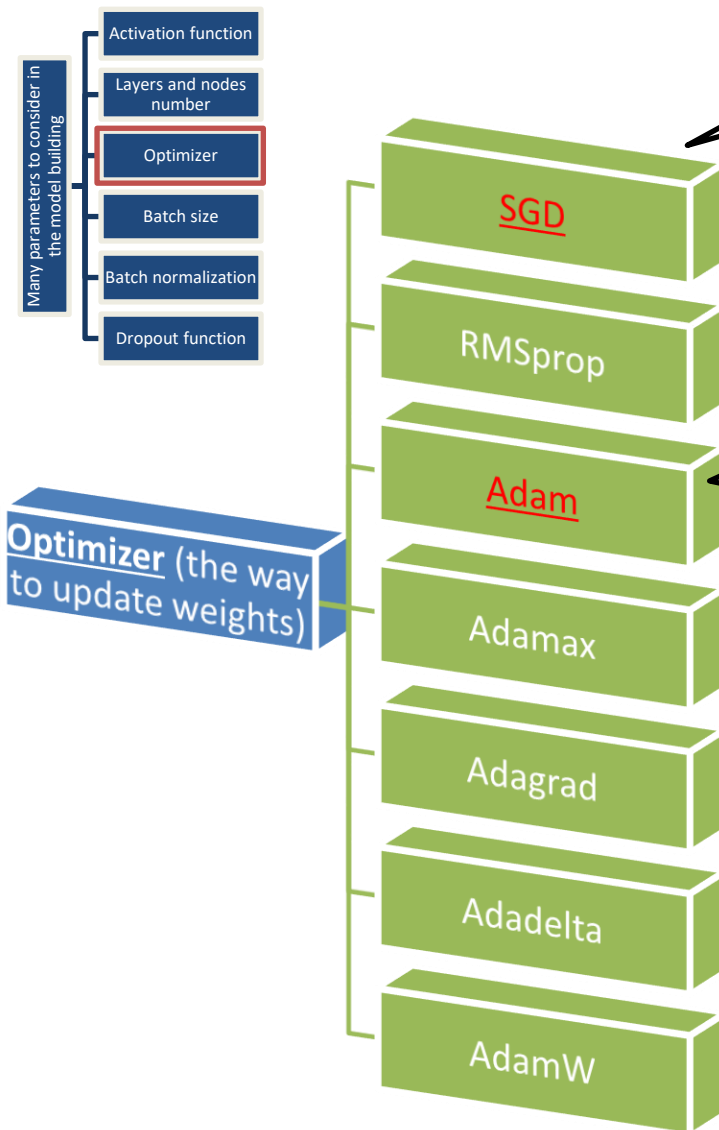 Many parameters to consider in
the model building
Activation function
Layers and nodes
number
Optimizer
Batch size
Batch normalization
Dropout function
Optimizer (the way
to update weights)
SGD
RMSprop
Adam
Adamax
Adagrad
Adadelta
AdamW